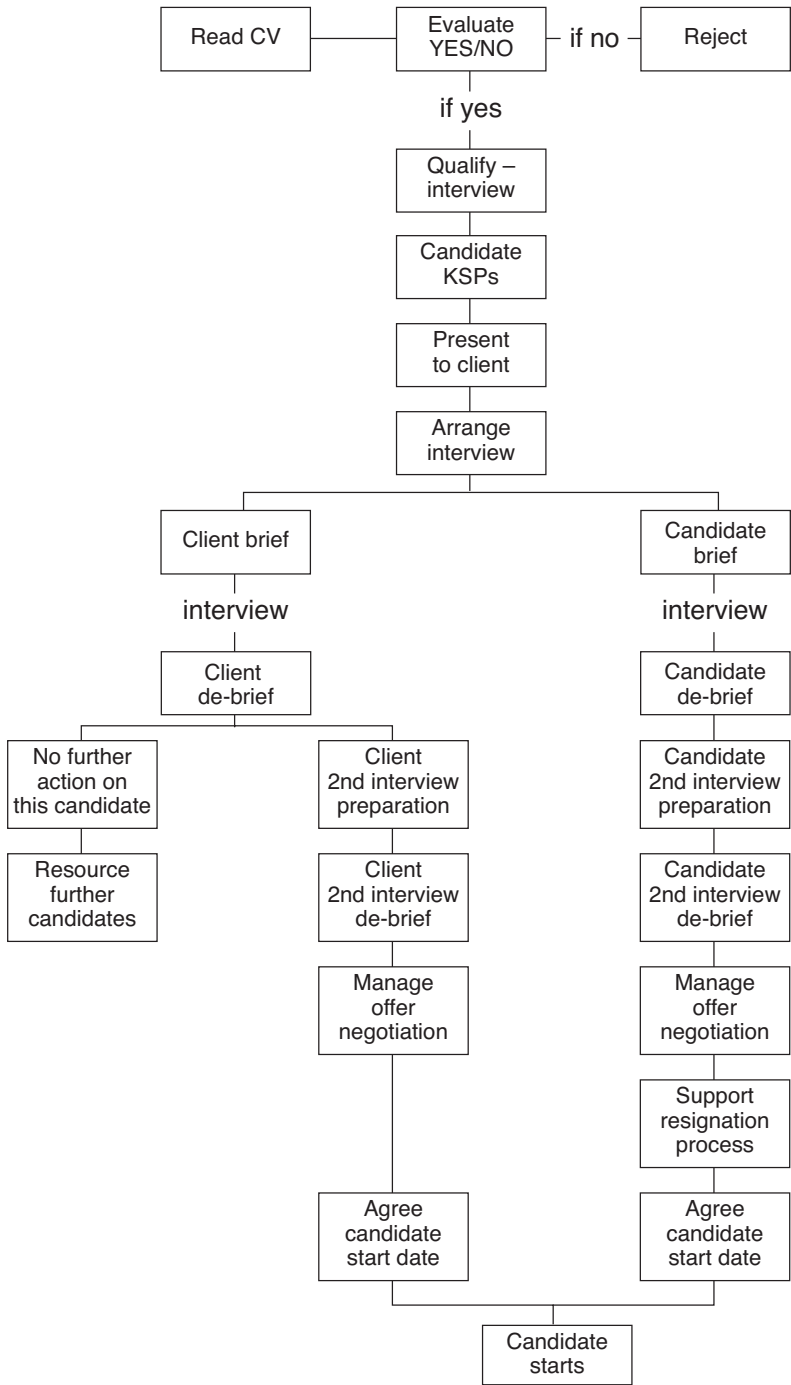 Read CV
Evaluate
YES/NO
if no
Reject
if yes
Qualify –
interview
Candidate
KSPs
Present
to client
Arrange
interview
Client brief
Candidate
brief
interview
interview
Client
de-brief
Candidate
de-brief
No further
action on
this candidate
Client
2nd interview
preparation
Candidate
2nd interview
preparation
Resource
further
candidates
Client
2nd interview
de-brief
Candidate
2nd interview
de-brief
Manage
offer
negotiation
Manage
offer
negotiation
Support
resignation
process
Agree
candidate
start date
Agree
candidate
start date
Candidate
starts